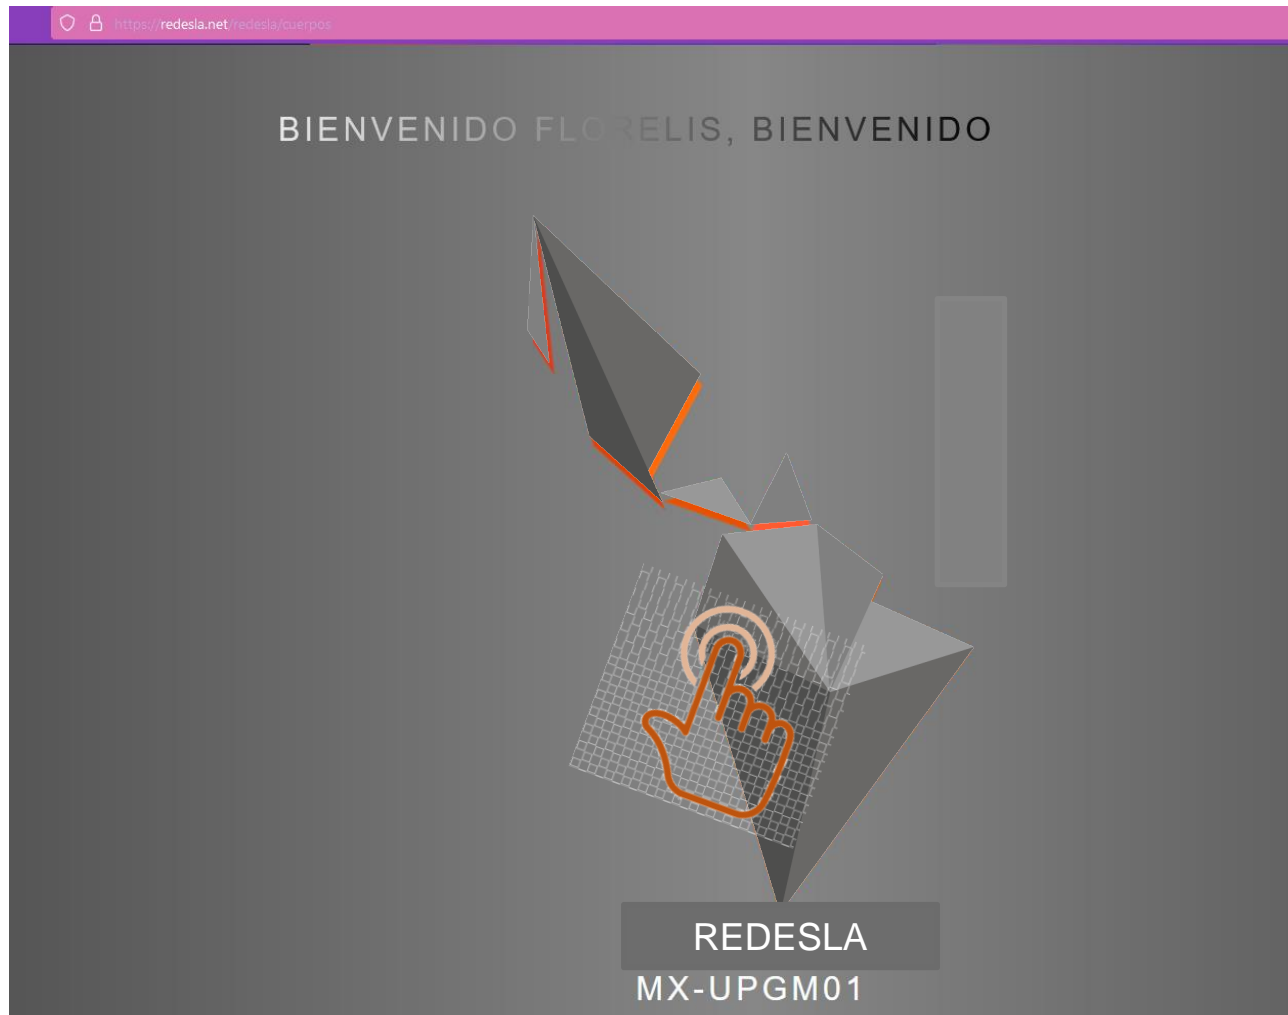 https://redesla.net/redesla/cuerpos
BIENVENIDO FLORELIS, BIENVENIDO
REDESLA
MX-UPGM01